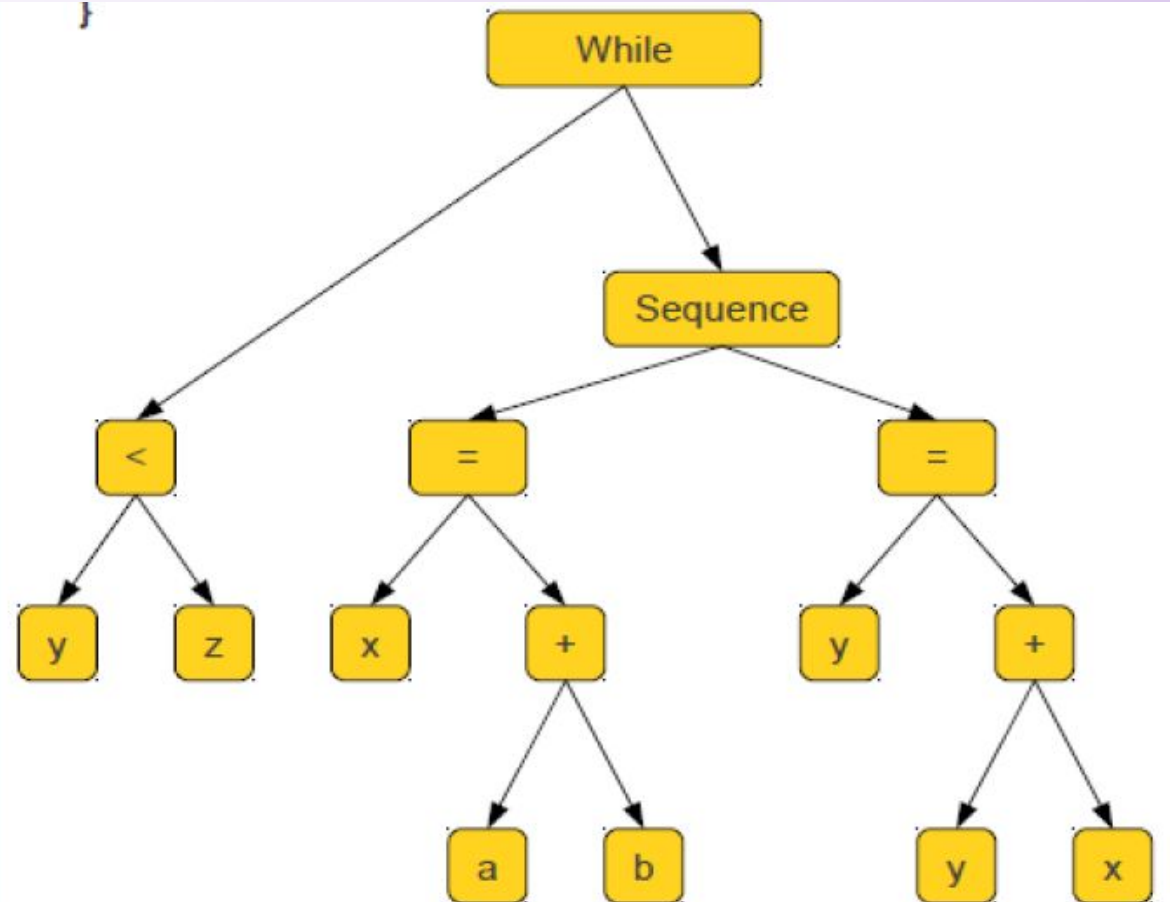 }
While
Sequence
< = =
y z x + y +
a b y x